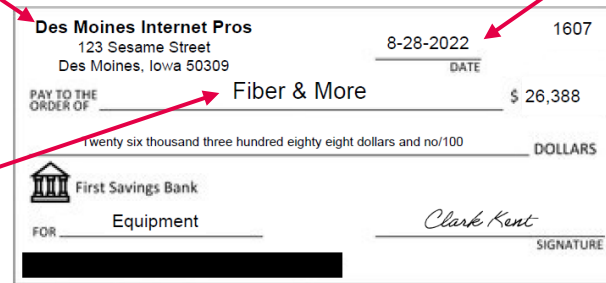 Des Moines Internet Pros
123 Sesame Street
Des Moines, Iowa 50309
1607
8-28-2022
DATE
PAY TO THE
ORDER OF
Fiber & More
$ 26,388
Twenty six thousand three hundred eighty eight dollars and no/100
DOLLARS
First Savings Bank
FOR Equipment
Clark Kent
SIGNATURE